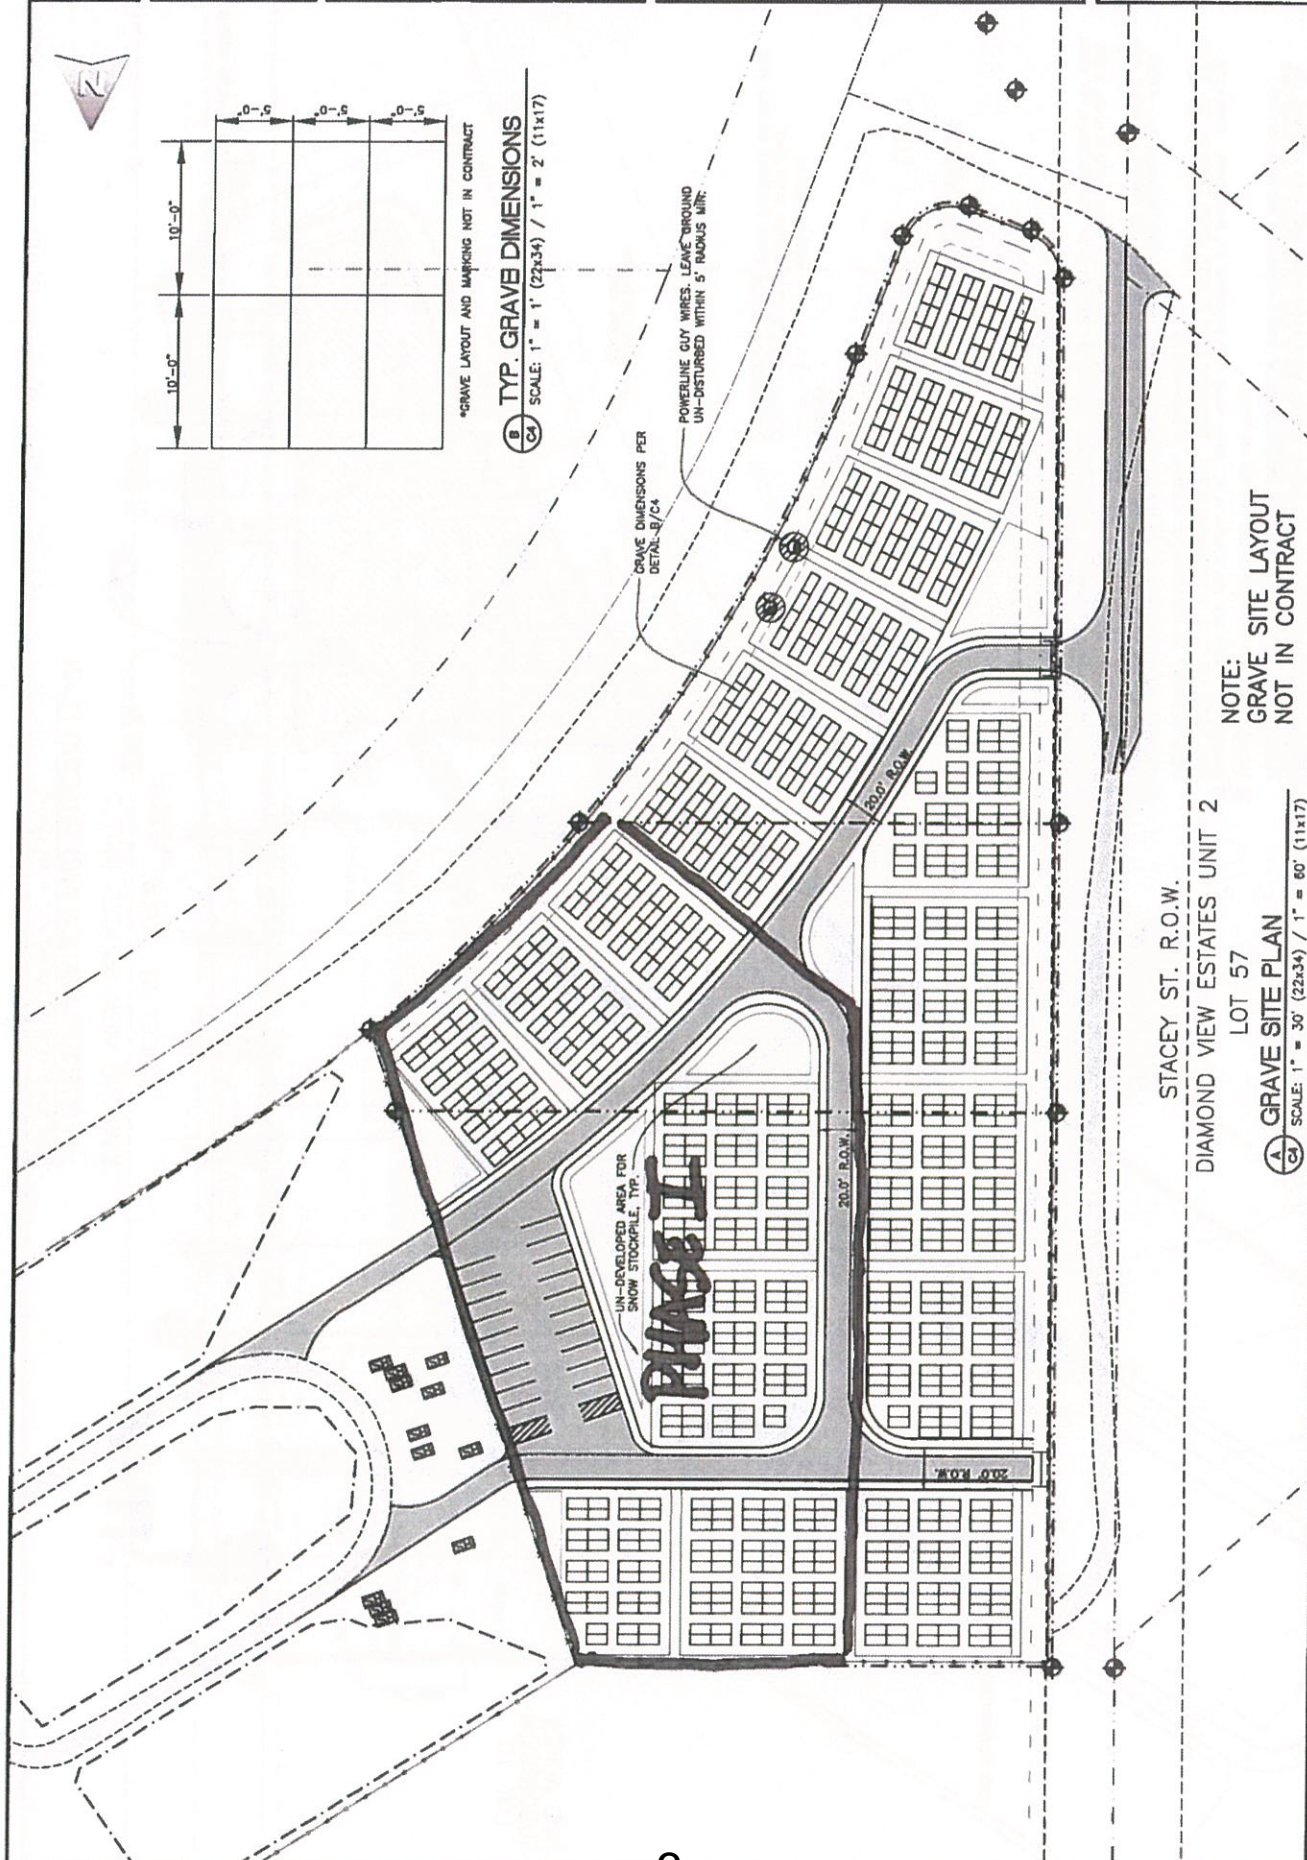 N
10'-0"
10'-0"
5'-0"
5'-0"
5'-0"
*GRAVE LAYOUT AND MARKING NOT IN CONTRACT
B
C4
TYP. GRAVE DIMENSIONS
SCALE: 1" = 1' (22x34) / 1" = 2' (11x17)
GRAVE DIMENSIONS PER
DETAIL B/C4
POWERLINE GUY WIRES. LEAVE GROUND
UN-DISTURBED WITHIN 5' RADIUS MIN.
20.0' R.O.W.
UN-DEVELOPED AREA FOR
SNOW STOCKPILE, TYP.
PHASE I
20.0' R.O.W.
20.0' R.O.W.
STACEY ST. R.O.W.
DIAMOND VIEW ESTATES UNIT 2
LOT 57
NOTE:
GRAVE SITE LAYOUT
NOT IN CONTRACT
A
C4
GRAVE SITE PLAN
SCALE: 1" = 30' (22x34) / 1" = 60' (11x17)